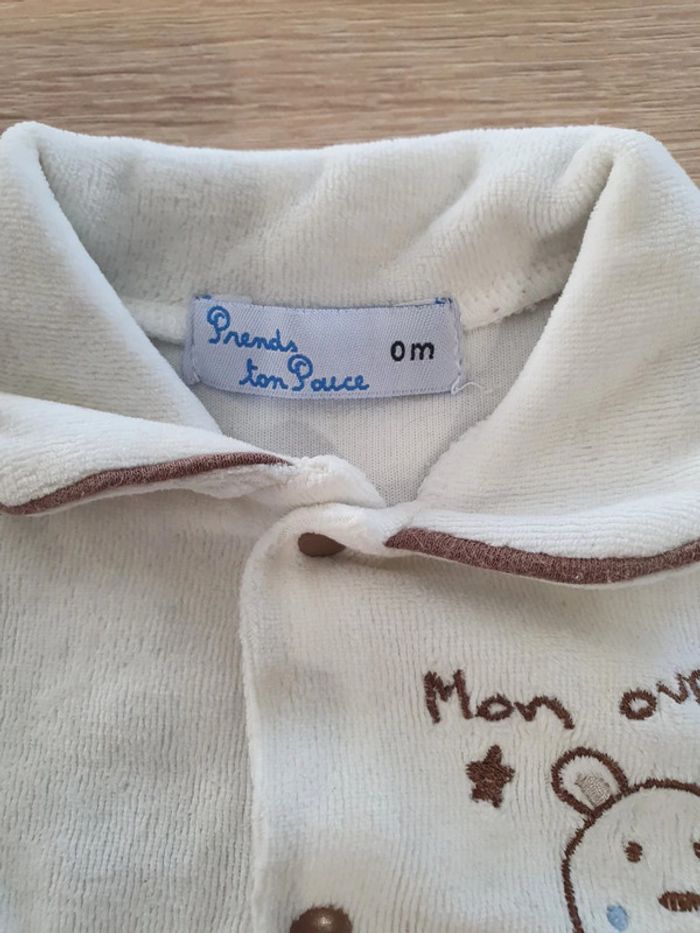 Prends
ton Pouce
0m
Mon